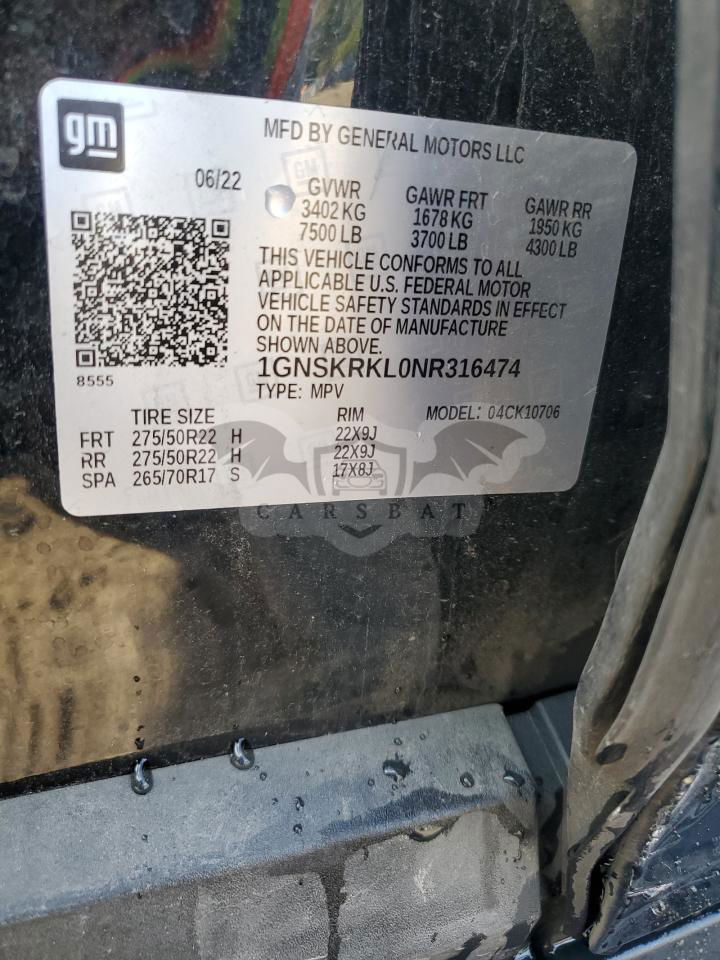 gm
MFD BY GENERAL MOTORS LLC
06/22
GVWR GAWR FRT GAWR RR
3402 KG 1678 KG 1950 KG
7500 LB 3700 LB 4300 LB
THIS VEHICLE CONFORMS TO ALL
APPLICABLE U.S. FEDERAL MOTOR
VEHICLE SAFETY STANDARDS IN EFFECT
ON THE DATE OF MANUFACTURE
SHOWN ABOVE.
8555
1GNSKRKL0NR316474
TYPE: MPV
TIRE SIZE RIM MODEL: 04CK10706
FRT 275/50R22 H 22X9J
RR 275/50R22 H 22X9J
SPA 265/70R17 S 17X8J
CARSBAT